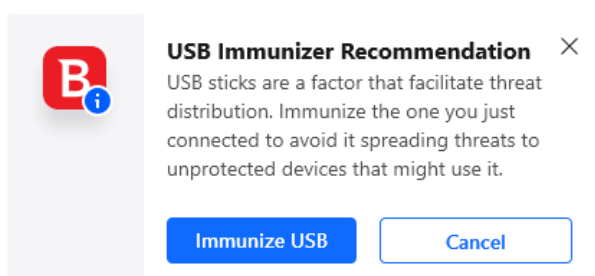 USB Immunizer Recommendation
B
i
USB sticks are a factor that facilitate threat
distribution. Immunize the one you just
connected to avoid it spreading threats to
unprotected devices that might use it.
Immunize USB
Cancel